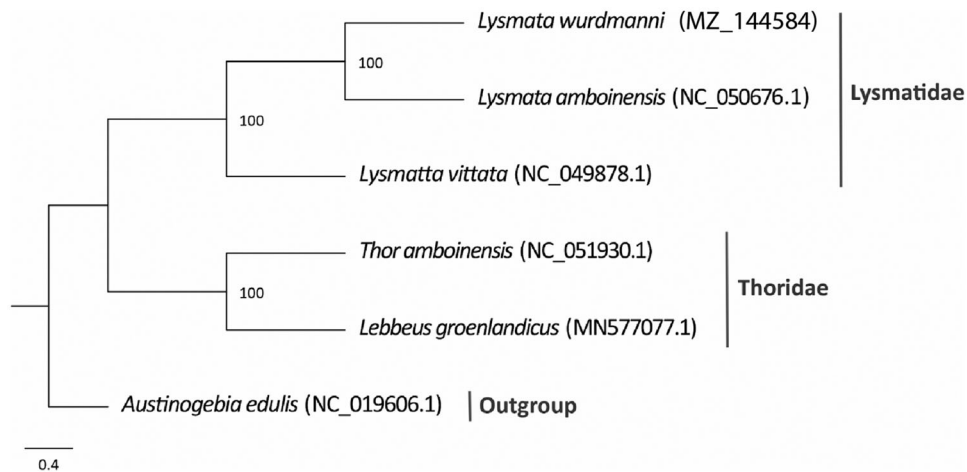 Lysmata wurdmanni (MZ_144584)
100
Lysmata amboinensis (NC_050676.1)
Lysmatidae
100
Lysmatta vittata (NC_049878.1)
Thor amboinensis (NC_051930.1)
Thoridae
100
Lebbeus groenlandicus (MN577077.1)
Austinogebia edulis (NC_019606.1)
Outgroup
0.4